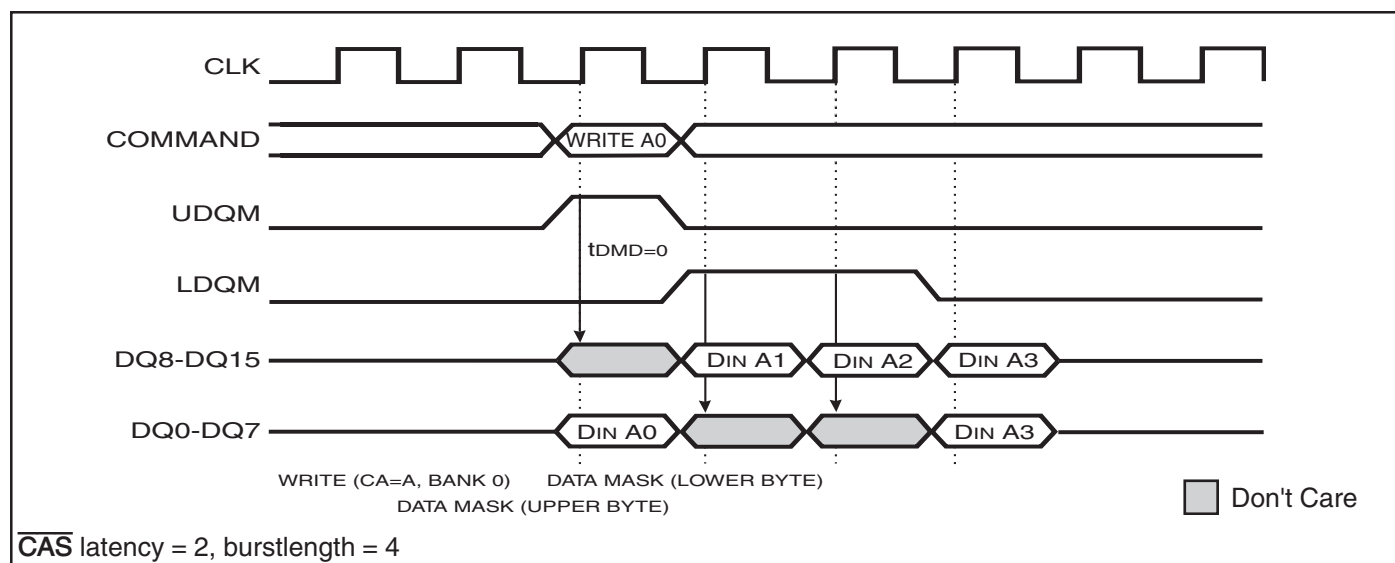 CLK
COMMAND
WRITE A0
UDQM
tDMD=0
LDQM
DQ8-DQ15
DIN A1
DIN A2
DIN A3
DQ0-DQ7
DIN A0
DIN A3
WRITE (CA=A, BANK 0) DATA MASK (LOWER BYTE)
DATA MASK (UPPER BYTE)
Don't Care
CAS latency = 2, burstlength = 4